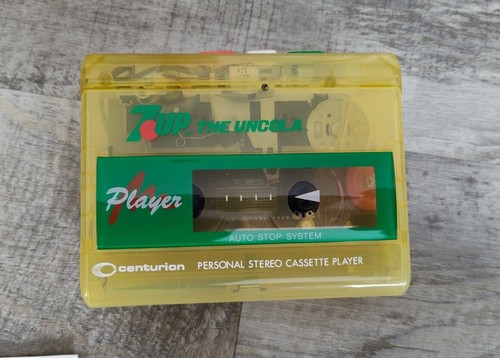 7UP THE UNCOLA
Player
AUTO STOP SYSTEM
centurion PERSONAL STEREO CASSETTE PLAYER